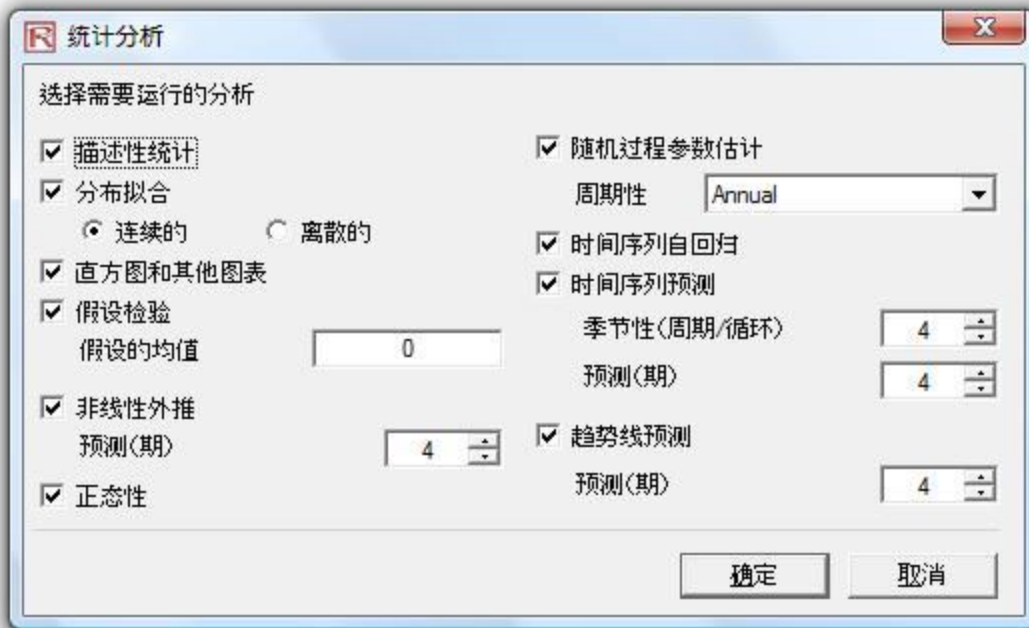 统计分析
选择需要运行的分析
描述性统计
分布拟合
连续的 离散的
直方图和其他图表
假设检验
假设的均值 0
非线性外推
预测(期) 4
正态性
随机过程参数估计
周期性 Annual
时间序列自回归
时间序列预测
季节性(周期/循环) 4
预测(期) 4
趋势线预测
预测(期) 4
确定 取消